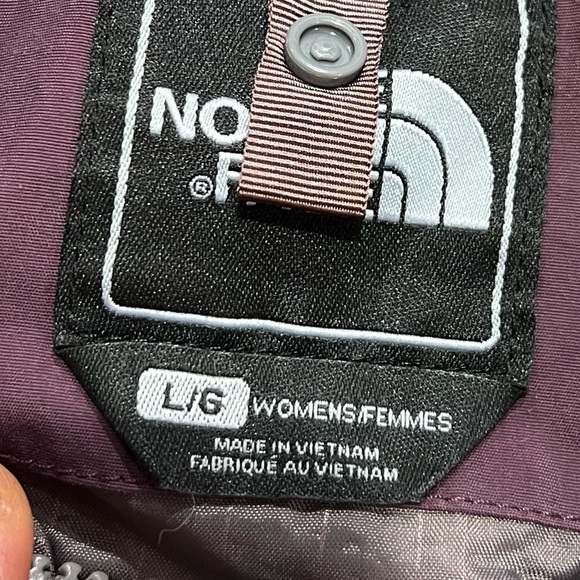 NO
®
L/G WOMENS/FEMMES
MADE IN VIETNAM
FABRIQUÉ AU VIETNAM